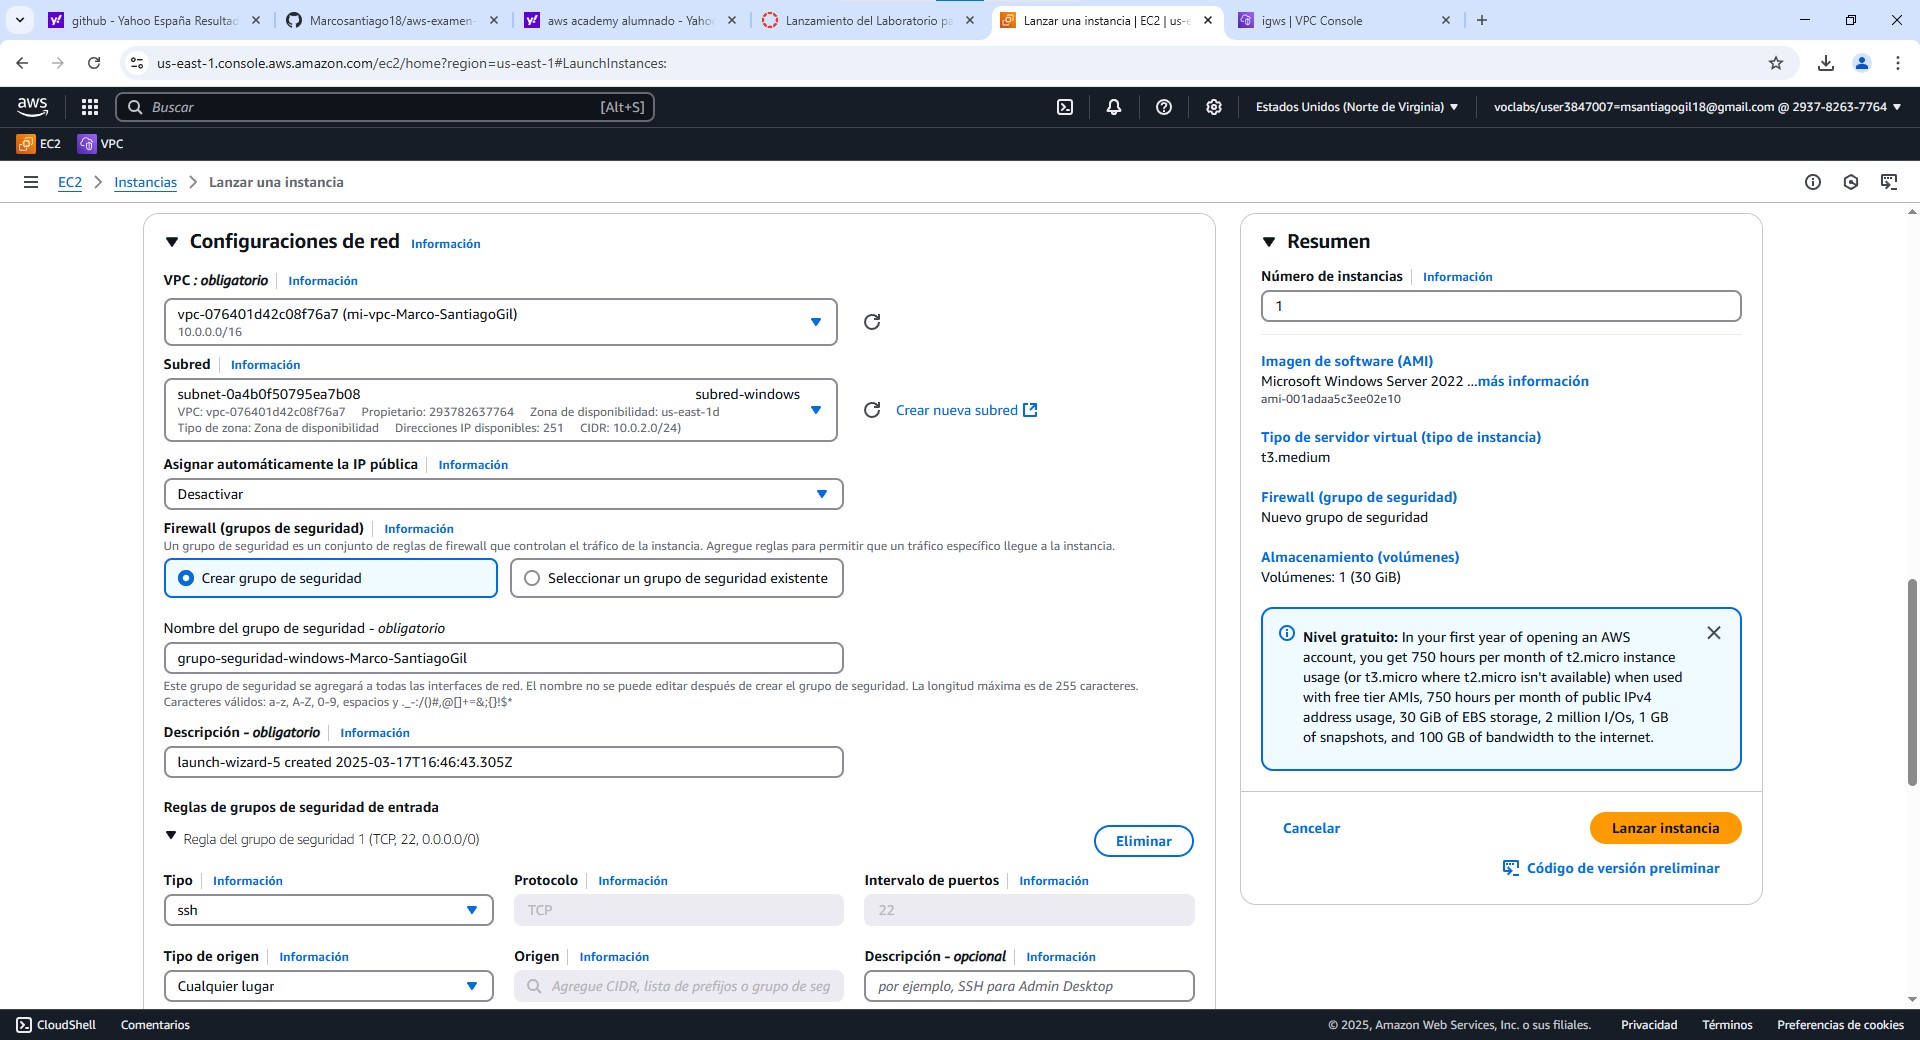 github - Yahoo España Resultad
Marcosantiago18/aws-examen-
aws academy alumnado - Yaho
Lanzamiento del Laboratorio pa
Lanzar una instancia | EC2 | us-e
igws | VPC Console
us-east-1.console.aws.amazon.com/ec2/home?region=us-east-1#LaunchInstances:
aws
Buscar
[Alt+S]
Estados Unidos (Norte de Virginia)
voclabs/user3847007=msantiagogil18@gmail.com @ 2937-8263-7764
EC2
VPC
EC2
Instancias
Lanzar una instancia
Configuraciones de red
Información
VPC : obligatorio
Información
vpc-076401d42c08f76a7 (mi-vpc-Marco-SantiagoGil)
10.0.0.0/16
Subred
Información
subnet-0a4b0f50795ea7b08
subred-windows
VPC: vpc-076401d42c08f76a7 Propietario: 293782637764 Zona de disponibilidad: us-east-1d
Tipo de zona: Zona de disponibilidad Direcciones IP disponibles: 251 CIDR: 10.0.2.0/24)
Crear nueva subred
Asignar automáticamente la IP pública
Información
Desactivar
Firewall (grupos de seguridad)
Información
Un grupo de seguridad es un conjunto de reglas de firewall que controlan el tráfico de la instancia. Agregue reglas para permitir que un tráfico específico llegue a la instancia.
Crear grupo de seguridad
Seleccionar un grupo de seguridad existente
Nombre del grupo de seguridad - obligatorio
grupo-seguridad-windows-Marco-SantiagoGil
Este grupo de seguridad se agregará a todas las interfaces de red. El nombre no se puede editar después de crear el grupo de seguridad. La longitud máxima es de 255 caracteres.
Caracteres válidos: a-z, A-Z, 0-9, espacios y ._-:/()#,@[]+=&;{}!$*
Descripción - obligatorio
Información
launch-wizard-5 created 2025-03-17T16:46:43.305Z
Reglas de grupos de seguridad de entrada
Regla del grupo de seguridad 1 (TCP, 22, 0.0.0.0/0)
Eliminar
Tipo
Información
Protocolo
Información
Intervalo de puertos
Información
ssh
TCP
22
Tipo de origen
Información
Origen
Información
Descripción - opcional
Información
Cualquier lugar
Agregue CIDR, lista de prefijos o grupo de seg
por ejemplo, SSH para Admin Desktop
Resumen
Número de instancias
Información
1
Imagen de software (AMI)
Microsoft Windows Server 2022 ...más información
ami-001adaa5c3ee02e10
Tipo de servidor virtual (tipo de instancia)
t3.medium
Firewall (grupo de seguridad)
Nuevo grupo de seguridad
Almacenamiento (volúmenes)
Volúmenes: 1 (30 GiB)
Nivel gratuito: In your first year of opening an AWS
account, you get 750 hours per month of t2.micro instance
usage (or t3.micro where t2.micro isn't available) when used
with free tier AMIs, 750 hours per month of public IPv4
address usage, 30 GiB of EBS storage, 2 million I/Os, 1 GB
of snapshots, and 100 GB of bandwidth to the internet.
Cancelar
Lanzar instancia
Código de versión preliminar
CloudShell
Comentarios
© 2025, Amazon Web Services, Inc. o sus filiales.
Privacidad
Términos
Preferencias de cookies